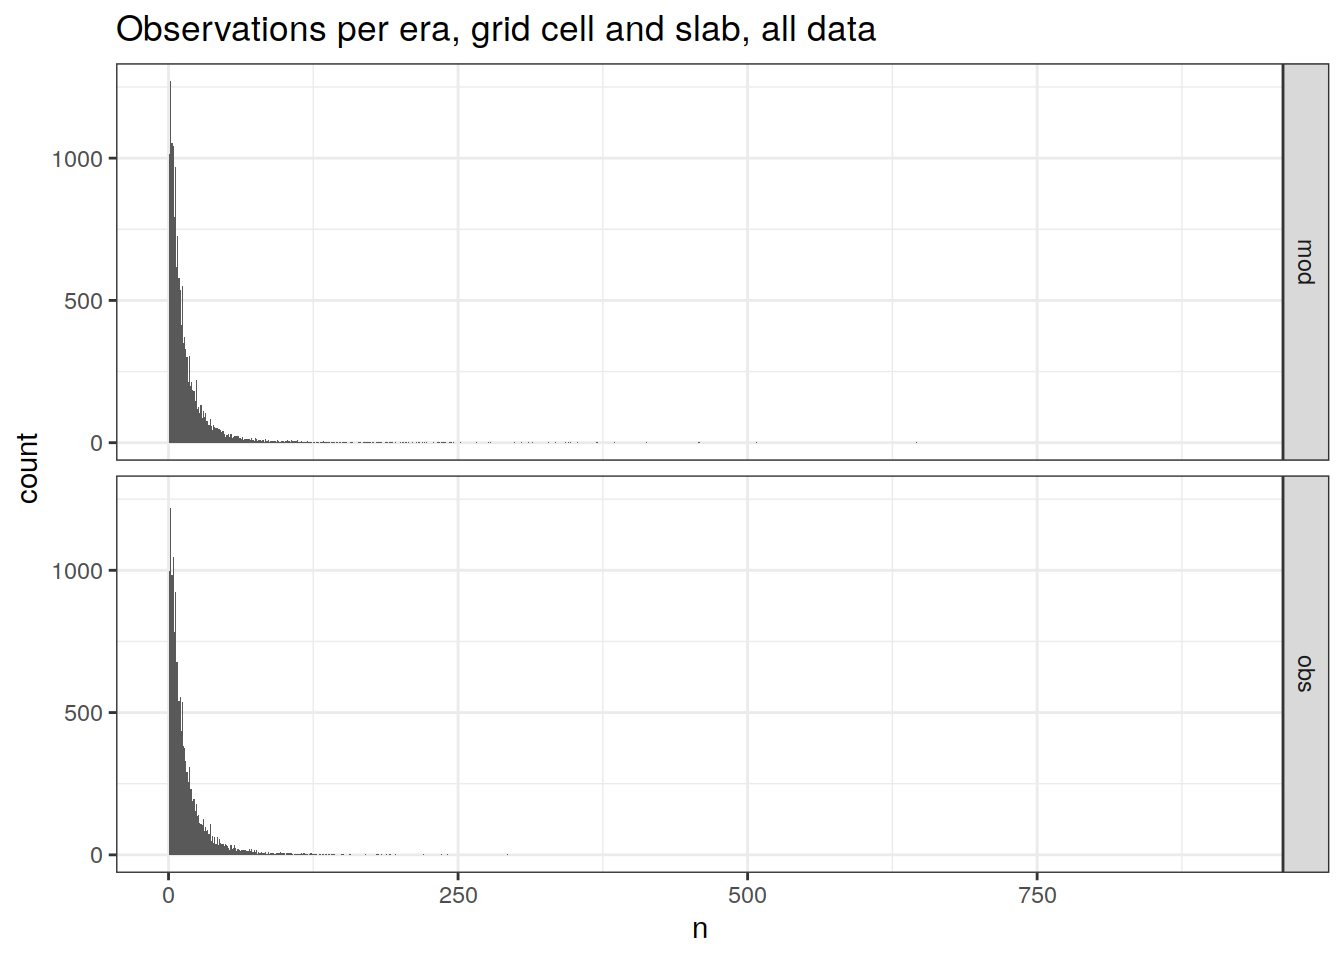 Observations per era, grid cell and slab, all data
count
1000
500
0
mod
1000
500
0
obs
0
250
500
750
n